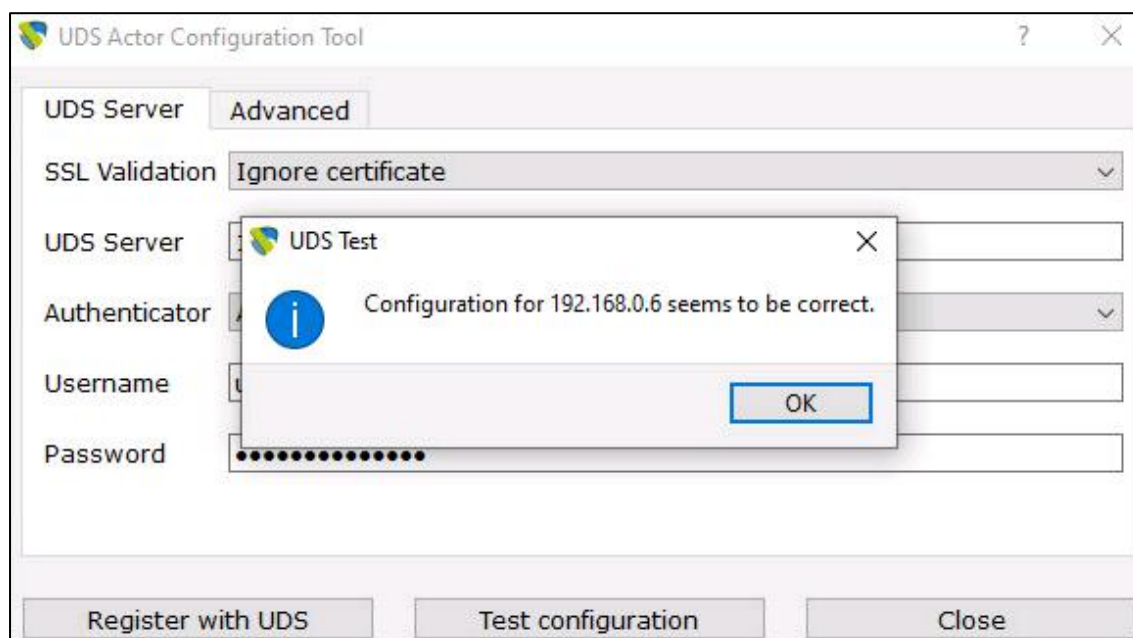 UDS Actor Configuration Tool
UDS Server Advanced
SSL Validation Ignore certificate
UDS Server
UDS Test
Configuration for 192.168.0.6 seems to be correct.
Authenticator
Username
OK
Password ●●●●●●●●●●●●●●
Register with UDS Test configuration Close